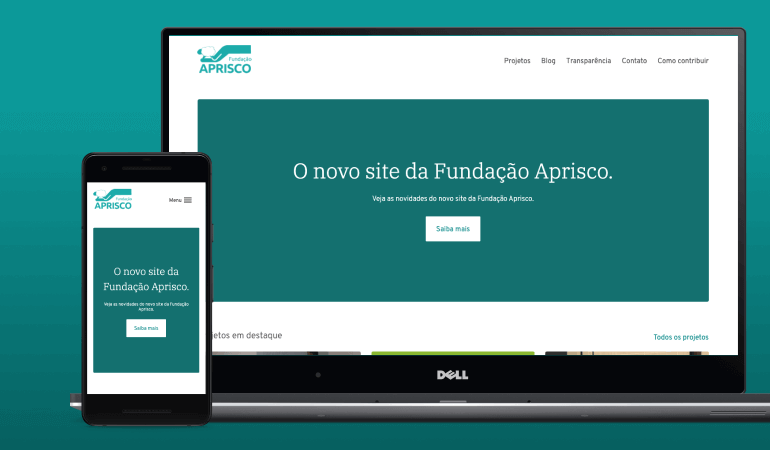 Fundação
APRISCO
Projetos Blog Transparência Contato Como contribuir
O novo site da Fundação Aprisco.
Veja as novidades do novo site da Fundação Aprisco.
Saiba mais
jetos em destaque
Todos os projetos
DELL
Fundação
APRISCO
Menu
O novo site da
Fundação Aprisco.
Veja as novidades do novo site da Fundação
Aprisco.
Saiba mais